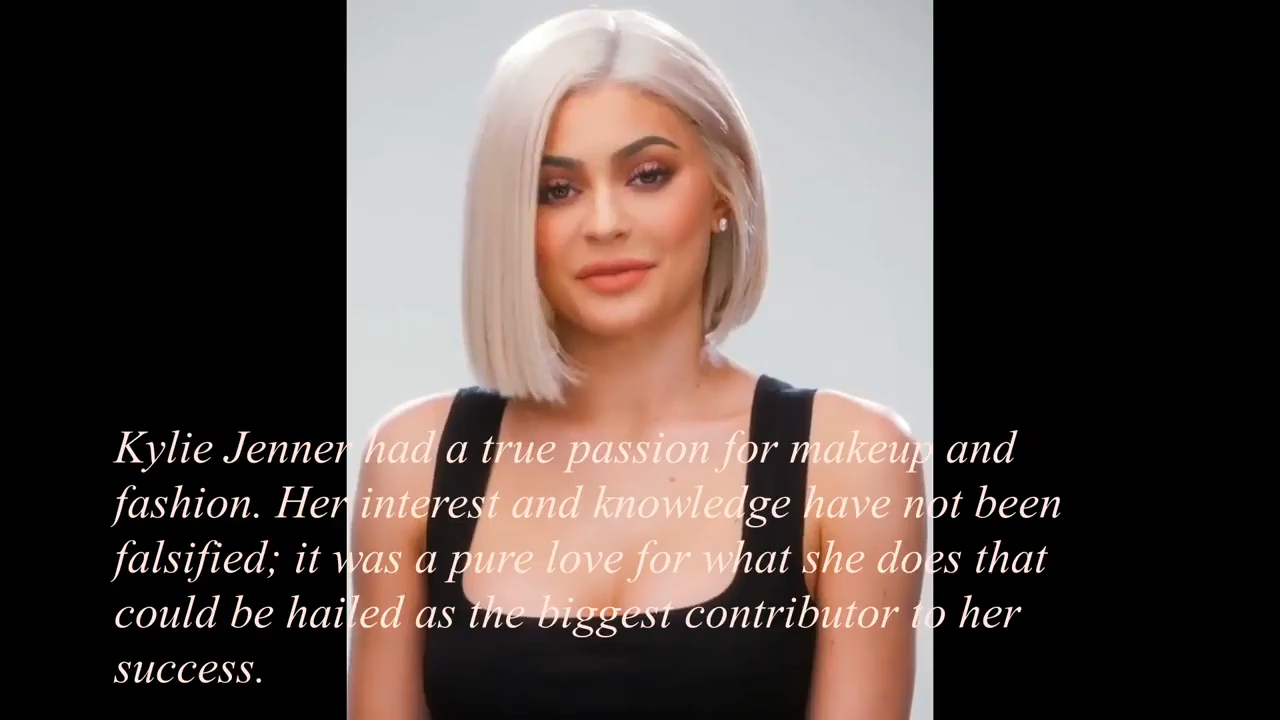 Kylie Jenner had a true passion for makeup and
fashion. Her interest and knowledge have not been
falsified; it was a pure love for what she does that
could be hailed as the biggest contributor to her
success.